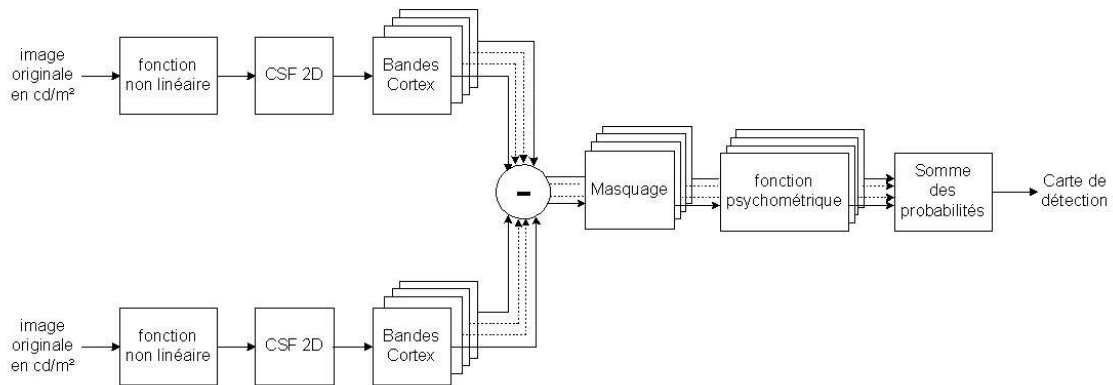 image
originale
en cd/m²
fonction
non linéaire
CSF 2D
Bandes
Cortex
-
Masquage
fonction
psychométrique
Somme
des
probabilités
Carte de
détection
image
originale
en cd/m²
fonction
non linéaire
CSF 2D
Bandes
Cortex